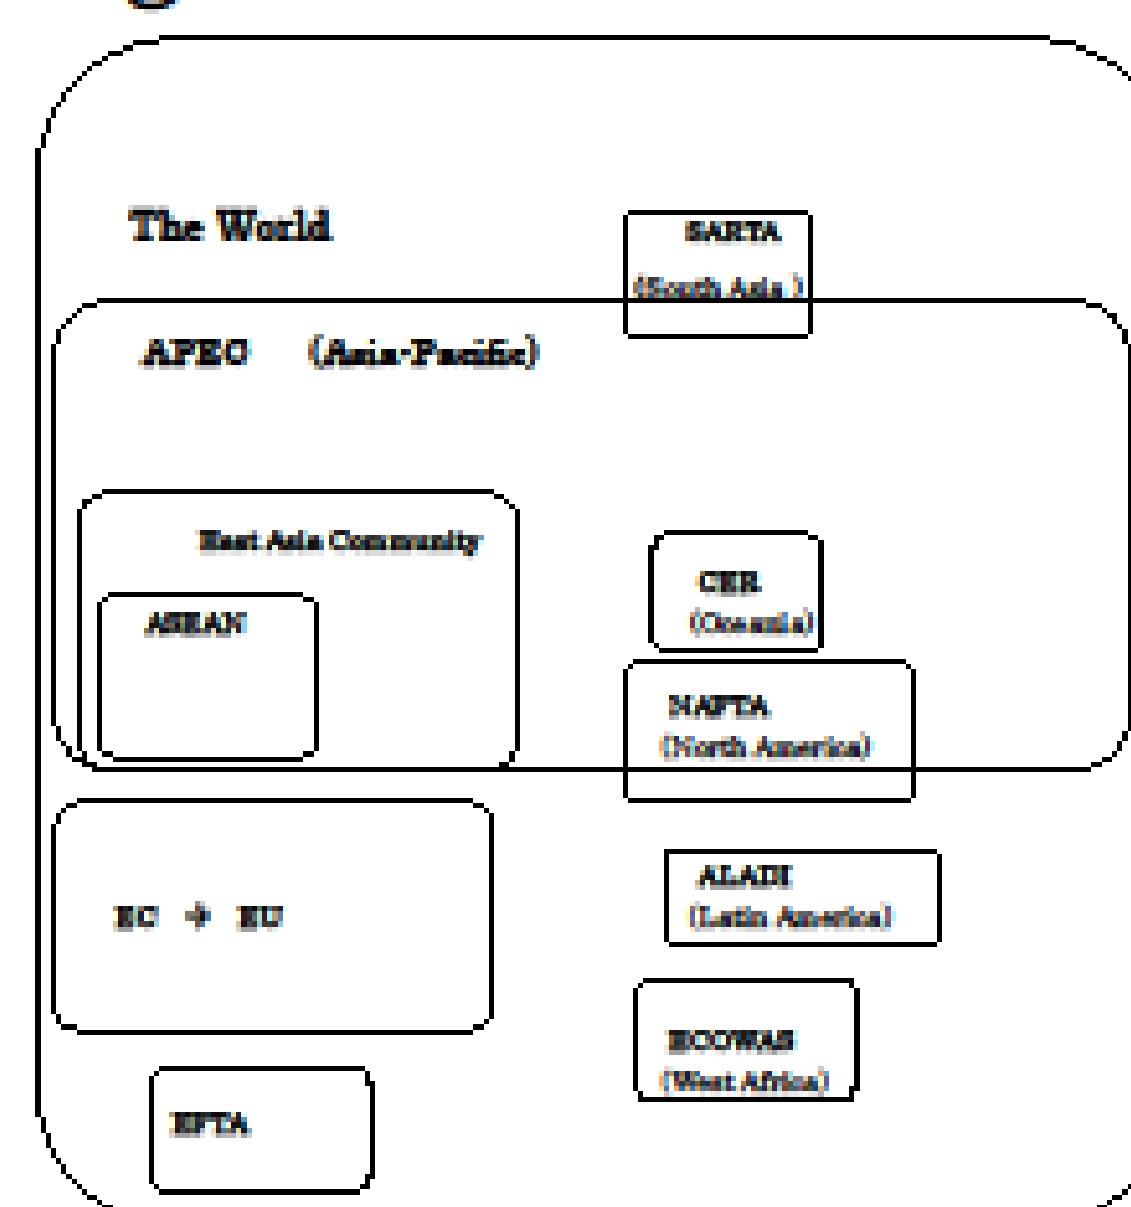 The World
SARTA
(South Asia )
APEC (Asia-Pacific)
East Asia Community
ASEAN
CER
(Oceania)
NAFTA
(North America)
EC → EU
ALADI
(Latin America)
ECOWAS
(West Africa)
EFTA